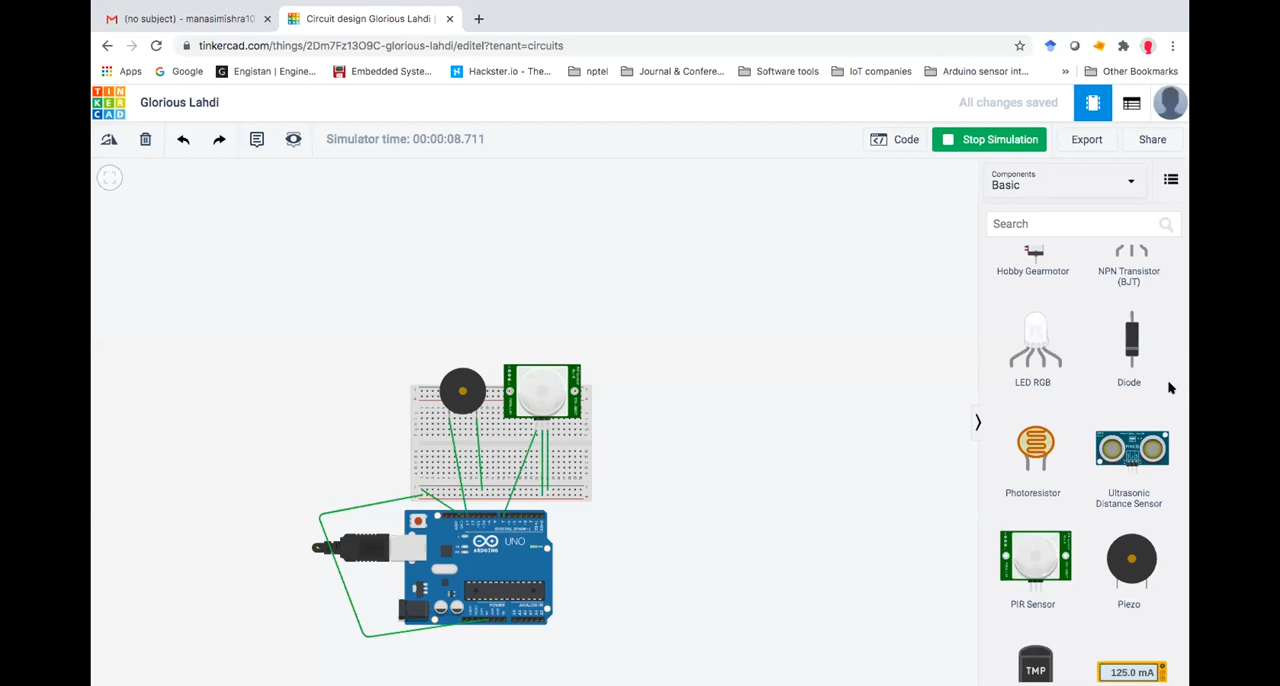 (no subject) - manasimishra10
Circuit design Glorious Lahdi |
tinkercad.com/things/2Dm7Fz13O9C-glorious-lahdi/editel?tenant=circuits
Apps
Google
Engistan | Engine...
Embedded Syste...
Hackster.io - The...
nptel
Journal & Confere...
Software tools
IoT companies
Arduino sensor int...
»
Other Bookmarks
TIN
KER
CAD
Glorious Lahdi
All changes saved
Simulator time: 00:00:08.711
Code
Stop Simulation
Export
Share
Components
Basic
Search
Hobby Gearmotor
NPN Transistor
(BJT)
LED RGB
Diode
Photoresistor
Ultrasonic
Distance Sensor
PIR Sensor
Piezo
TMP
125.0 mA
UNO
ARDUINO
POWER
ANALOG IN